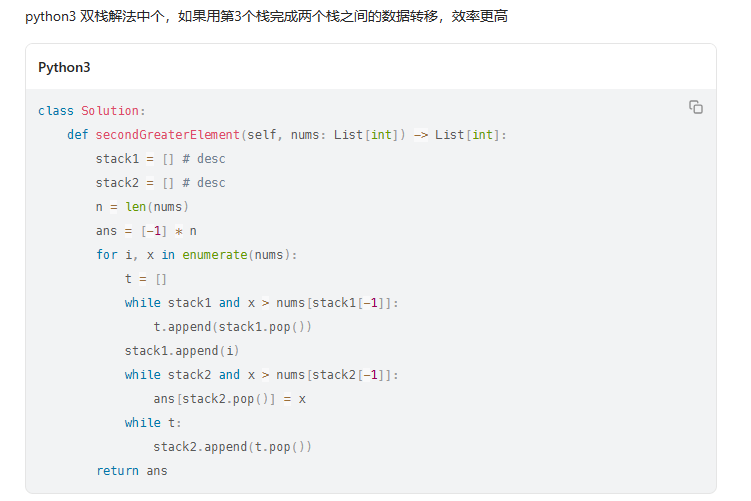 python3 双栈解法中个，如果用第3个栈完成两个栈之间的数据转移，效率更高
Python3
class Solution:
    def secondGreaterElement(self, nums: List[int]) -> List[int]:
        stack1 = [] # desc
        stack2 = [] # desc
        n = len(nums)
        ans = [-1] * n
        for i, x in enumerate(nums):
            t = []
            while stack1 and x > nums[stack1[-1]]:
                t.append(stack1.pop())
            stack1.append(i)
            while stack2 and x > nums[stack2[-1]]:
                ans[stack2.pop()] = x
            while t:
                stack2.append(t.pop())
        return ans